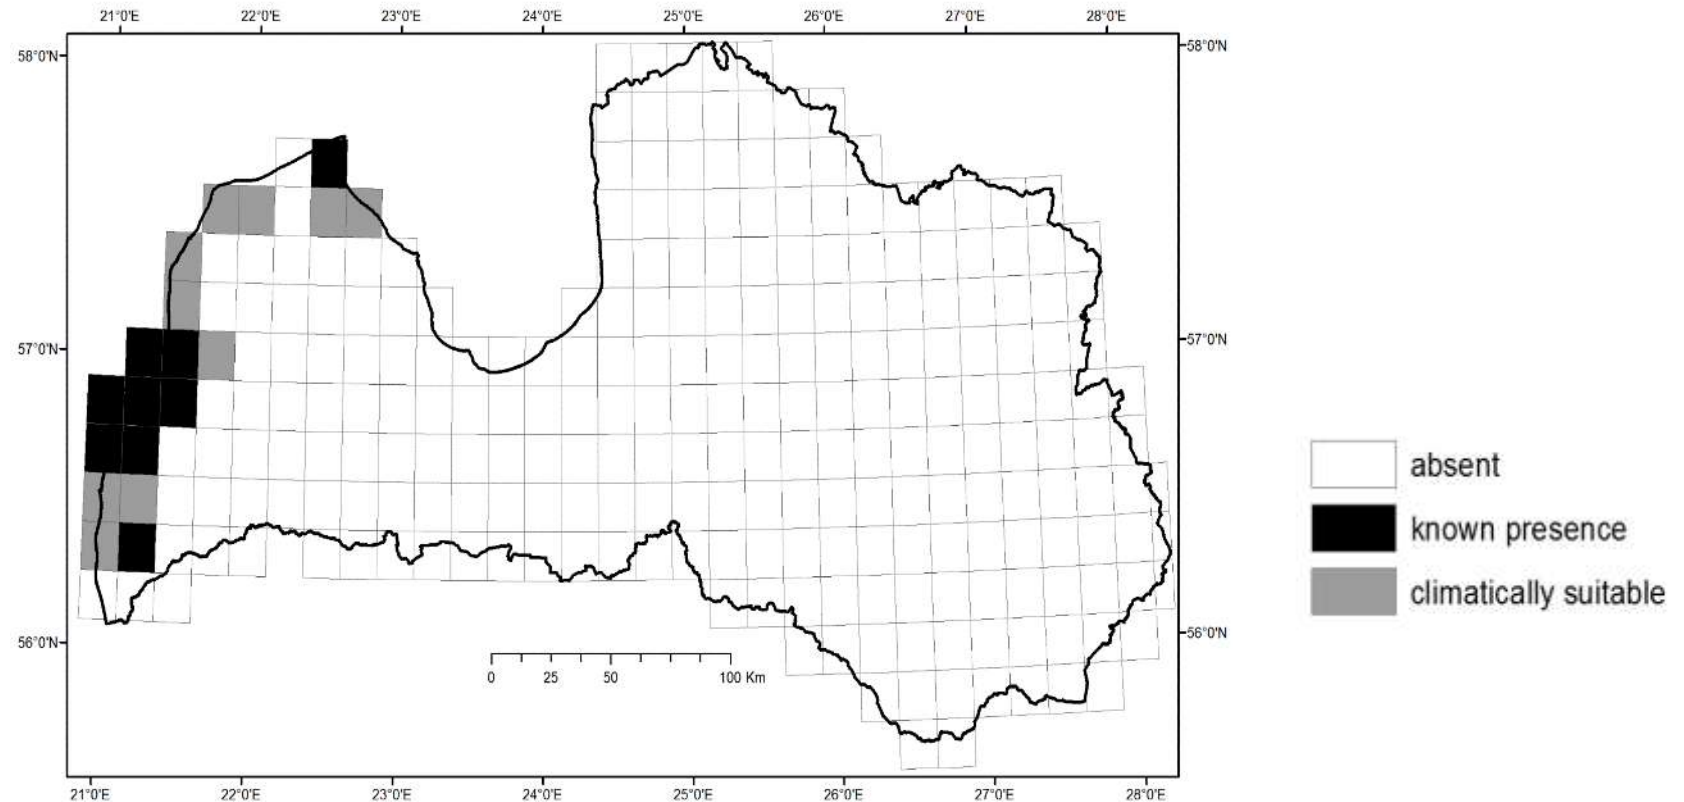 21°0'E 22°0'E 23°0'E 24°0'E 25°0'E 26°0'E 27°0'E 28°0'E
58°0'N 58°0'N
57°0'N 57°0'N
absent
known presence
climatically suitable
56°0'N 56°0'N
0 25 50 100 Km
21°0'E 22°0'E 23°0'E 24°0'E 25°0'E 26°0'E 27°0'E 28°0'E